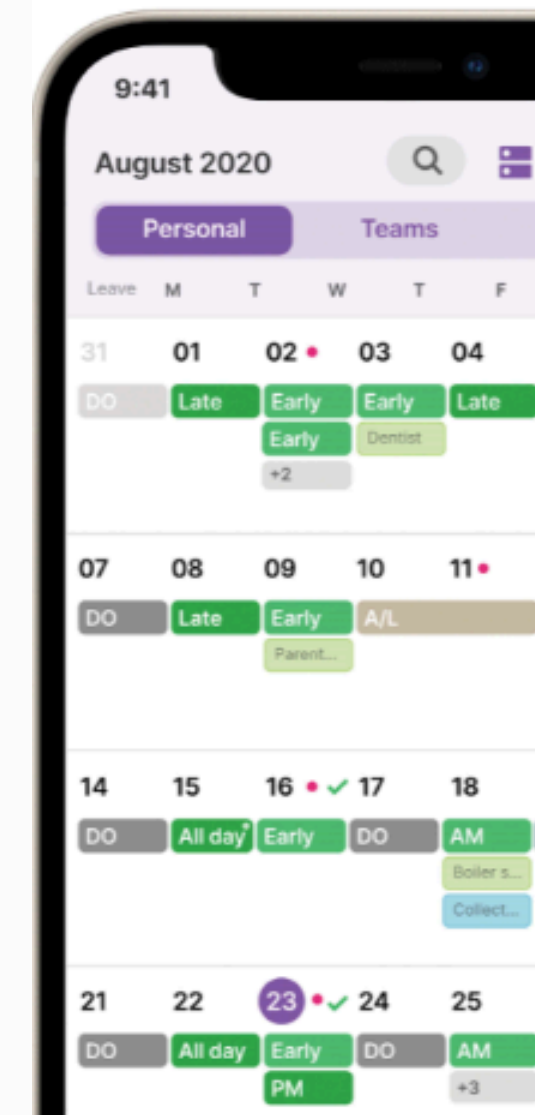 9:41
August 2020
Personal Teams
Leave M T W T F
31 01 02 03 04
DO Late Early Early Late
Early Dentist
+2
07 08 09 10 11
DO Late Early A/L
Parent...
14 15 16 17 18
DO All day Early DO AM
Boiler s...
Collect...
21 22 23 24 25
DO All day Early DO AM
PM +3